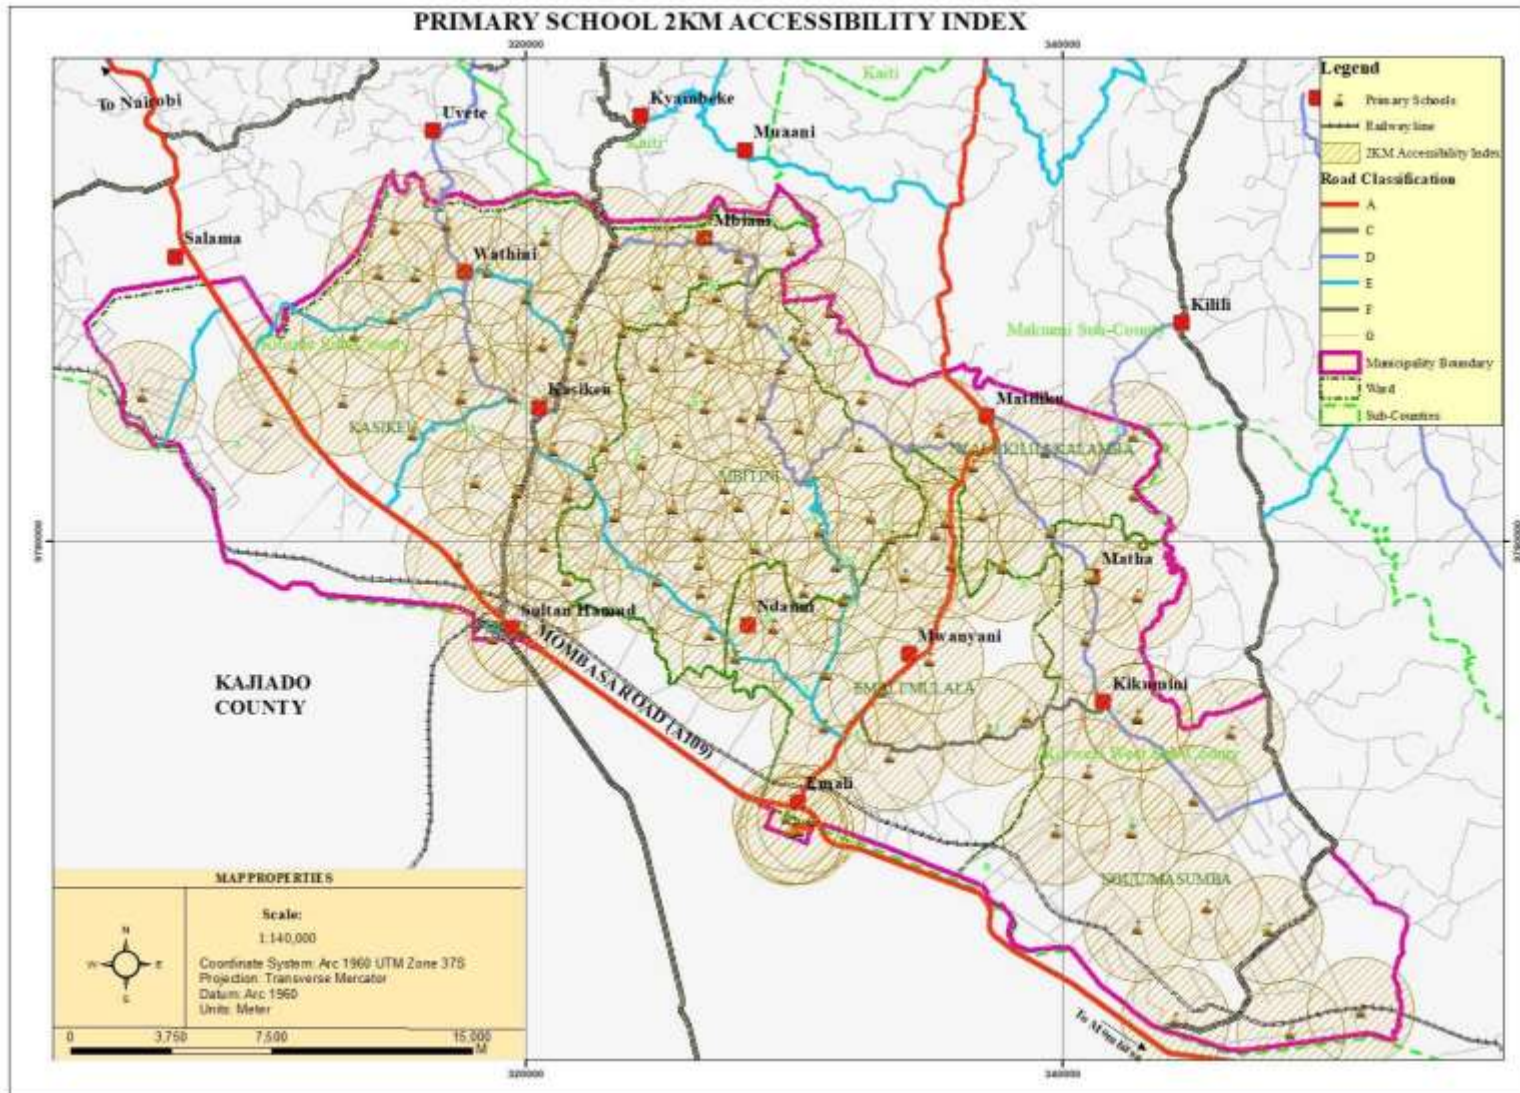 PRIMARY SCHOOL 2KM ACCESSIBILITY INDEX
320000
340000
To Nairobi
Uvete
Kyambeke
Kaiti
Muaani
Kaiti
Salama
Wathini
Mbiani
Kilili
Makueni Sub-County
Kasikeu
KASIKEU
Matiliku
MBITINI
9780000
9780000
Matha
Sultan Hamud
Ndauni
Mwanyani
MOMBASA ROAD (A109)
KAJIADO
COUNTY
Kikumini
Emali
NGUU/MASUMBA
To Mombasa
Legend
Primary Schools
Railway line
2KM Accessibility Index
Road Classification
A
C
D
E
F
G
Municipality Boundary
Ward
Sub-Counties
MAP PROPERTIES
N
W
E
S
Scale:
1:140,000
Coordinate System: Arc 1960 UTM Zone 37S
Projection: Transverse Mercator
Datum: Arc 1960
Units: Meter
0 3,750 7,500 15,000
M
320000
340000